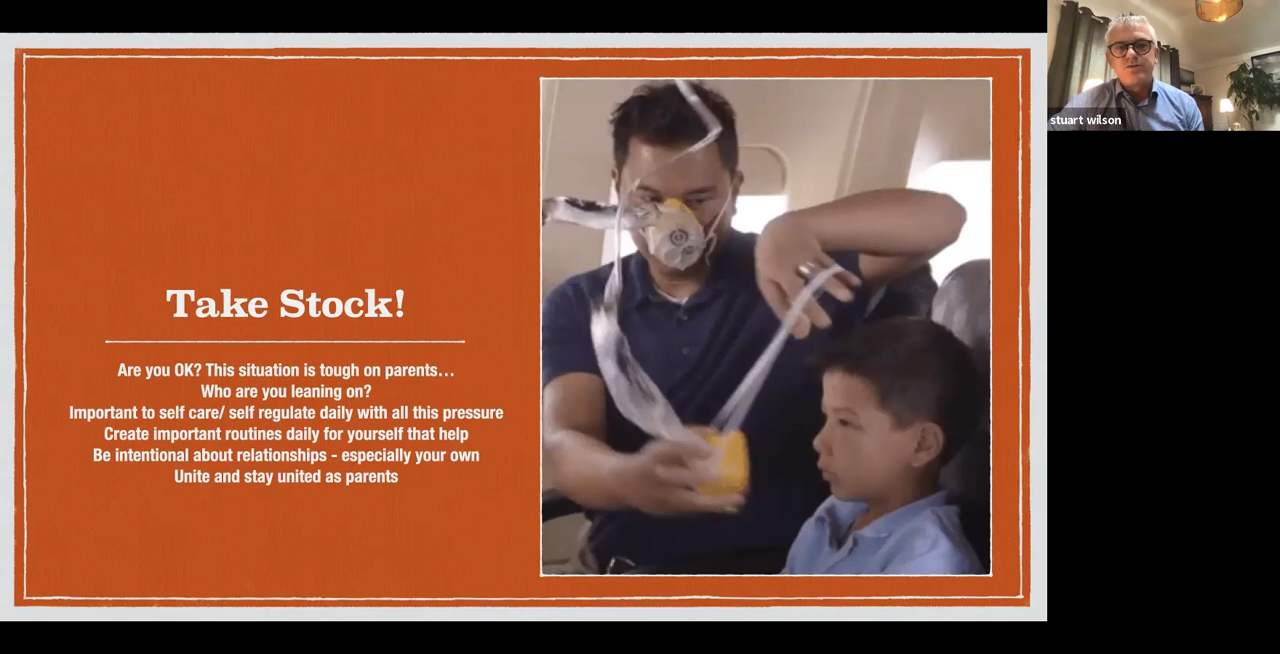 Take Stock!
Are you OK? This situation is tough on parents…
Who are you leaning on?
Important to self care/ self regulate daily with all this pressure
Create important routines daily for yourself that help
Be intentional about relationships - especially your own
Unite and stay united as parents
stuart wilson